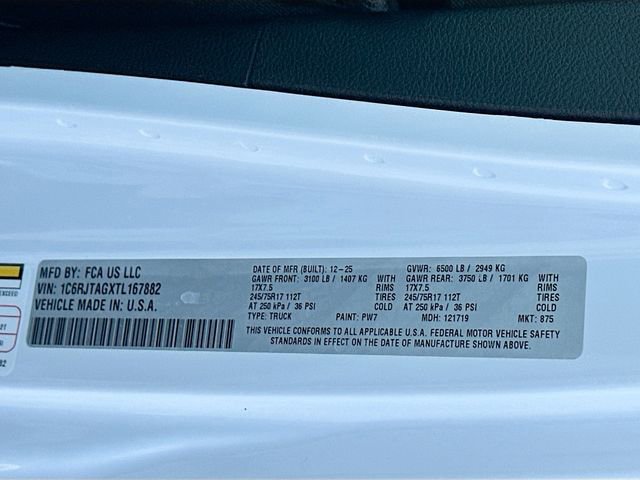 MFD BY: FCA US LLC
VIN: 1C6RJTAGXTL167882
VEHICLE MADE IN U.S.A.
DATE OF MFR (BUILT): 12-25
GAWR FRONT: 3100 LB / 1407 KG WITH
17X7.5 RIMS
245/75R17 112T TIRES
AT 250 kPa / 36 PSI COLD
TYPE: TRUCK PAINT: PW7
GVWR: 6500 LB / 2949 KG
GAWR REAR: 3750 LB / 1701 KG WITH
17X7.5 RIMS
245/75R17 112T TIRES
AT 250 kPa / 36 PSI COLD
MDH: 121719 MKT: 875
THIS VEHICLE CONFORMS TO ALL APPLICABLE U.S.A. FEDERAL MOTOR VEHICLE SAFETY
STANDARDS IN EFFECT ON THE DATE OF MANUFACTURE SHOWN ABOVE.
EXCEED